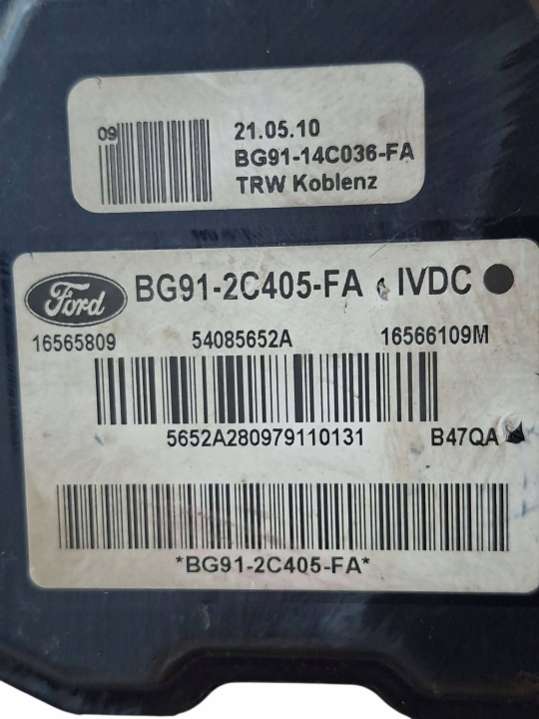 09
21.05.10
BG91-14C036-FA
TRW Koblenz
Ford BG91-2C405-FA IVDC
16565809 54085652A 16566109M
5652A280979110131 B47QA
*BG91-2C405-FA*